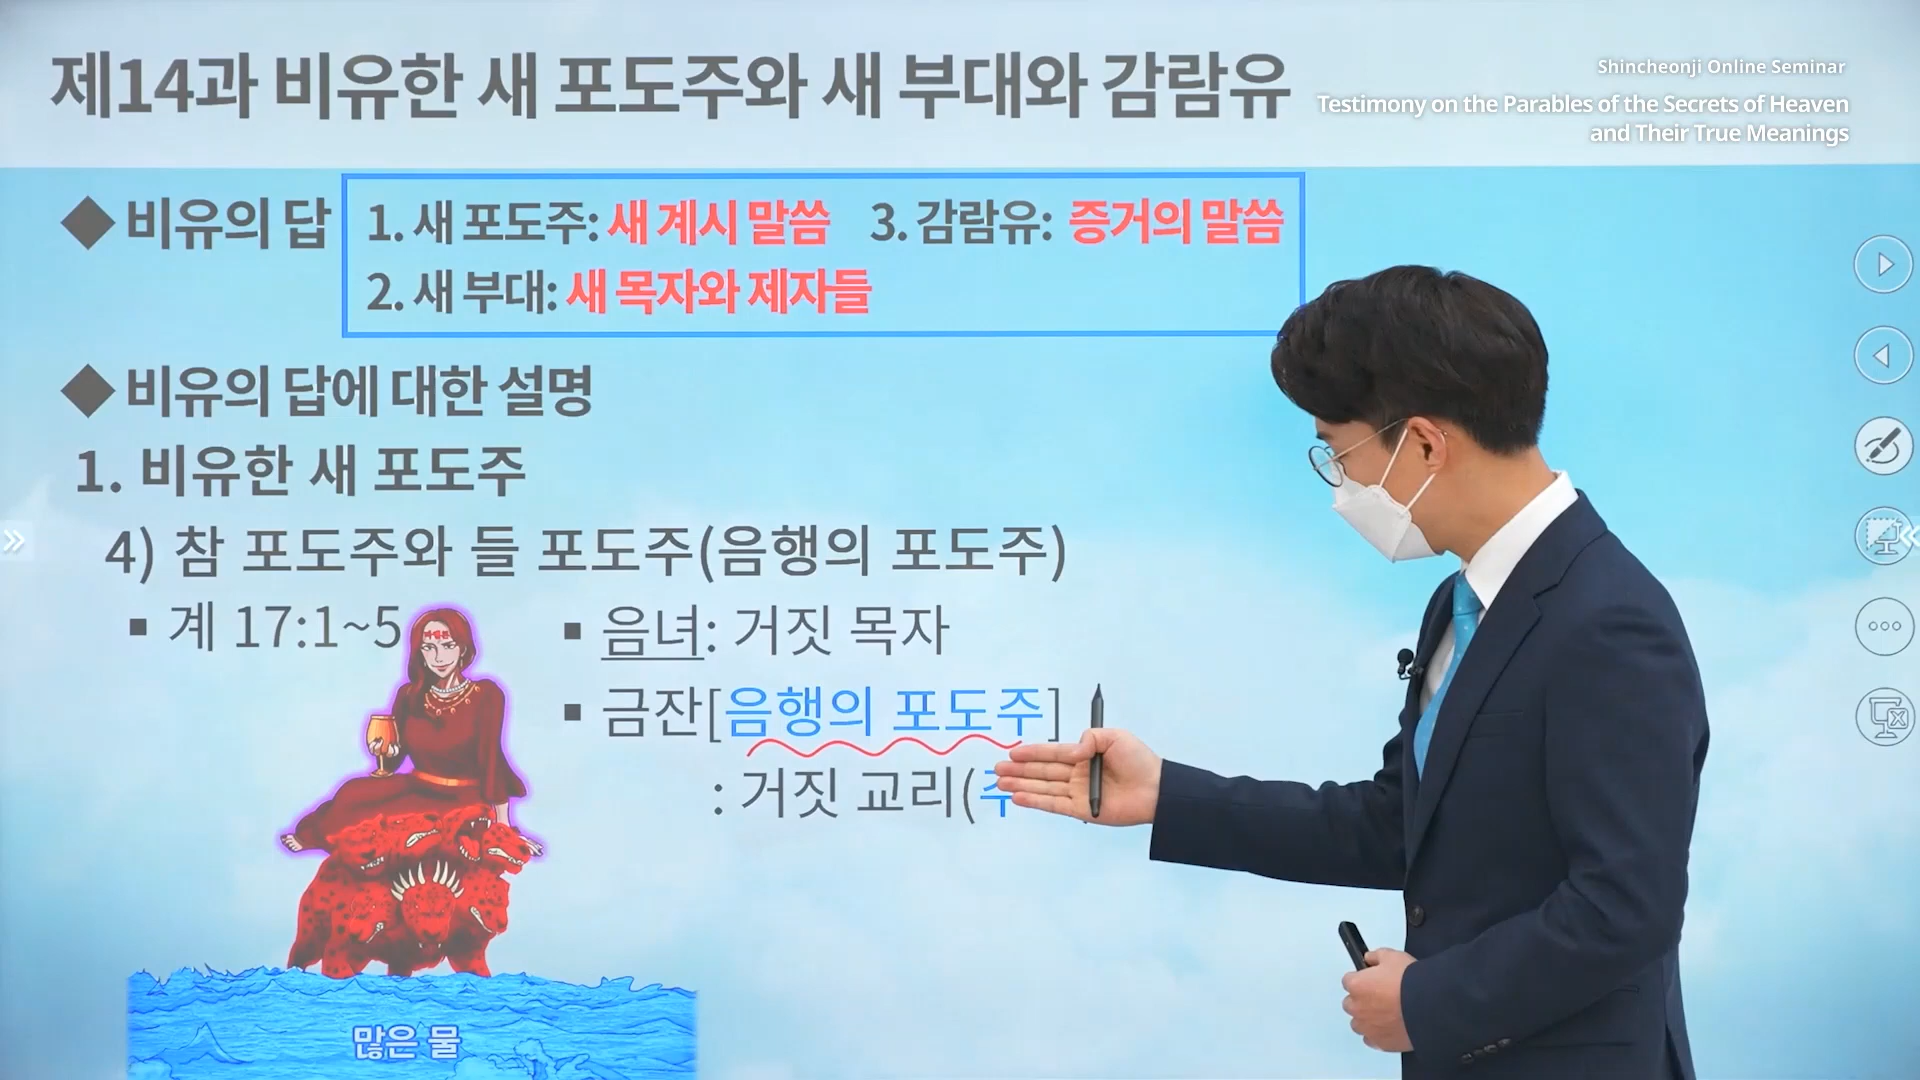 제14과 비유한 새 포도주와 새 부대와 감람유
Shincheonji Online Seminar
Testimony on the Parables of the Secrets of Heaven
and Their True Meanings
◆ 비유의 답
1. 새 포도주: 새 계시 말씀 3. 감람유: 증거의 말씀
2. 새 부대: 새 목자와 제자들
◆ 비유의 답에 대한 설명
1. 비유한 새 포도주
4) 참 포도주와 들 포도주(음행의 포도주)
▪ 계 17:1~5
▪ 음녀: 거짓 목자
▪ 금잔[음행의 포도주]
: 거짓 교리(
바벨론
많은 물